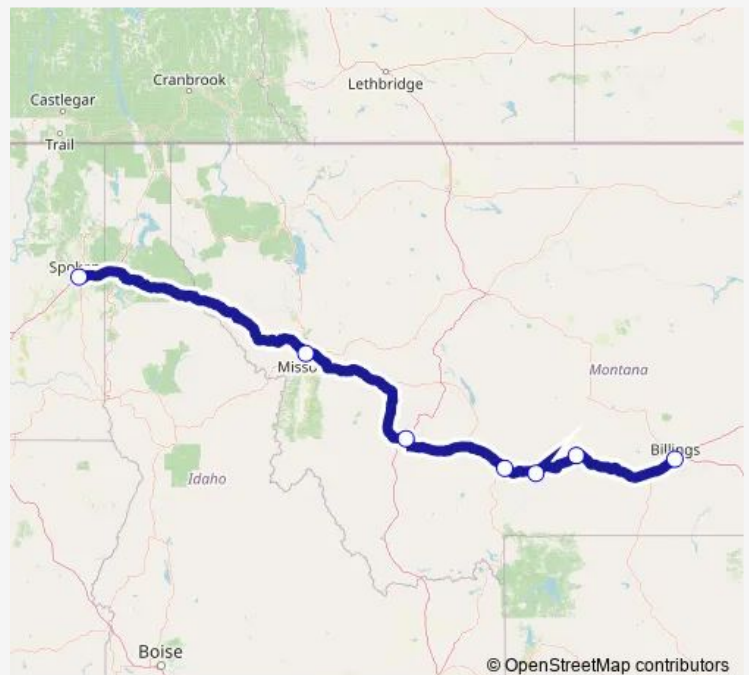 Cranbrook
Lethbridge
Castlegar
Trail
Montana
Billings
Idaho
Boise
© OpenStreetMap contributors